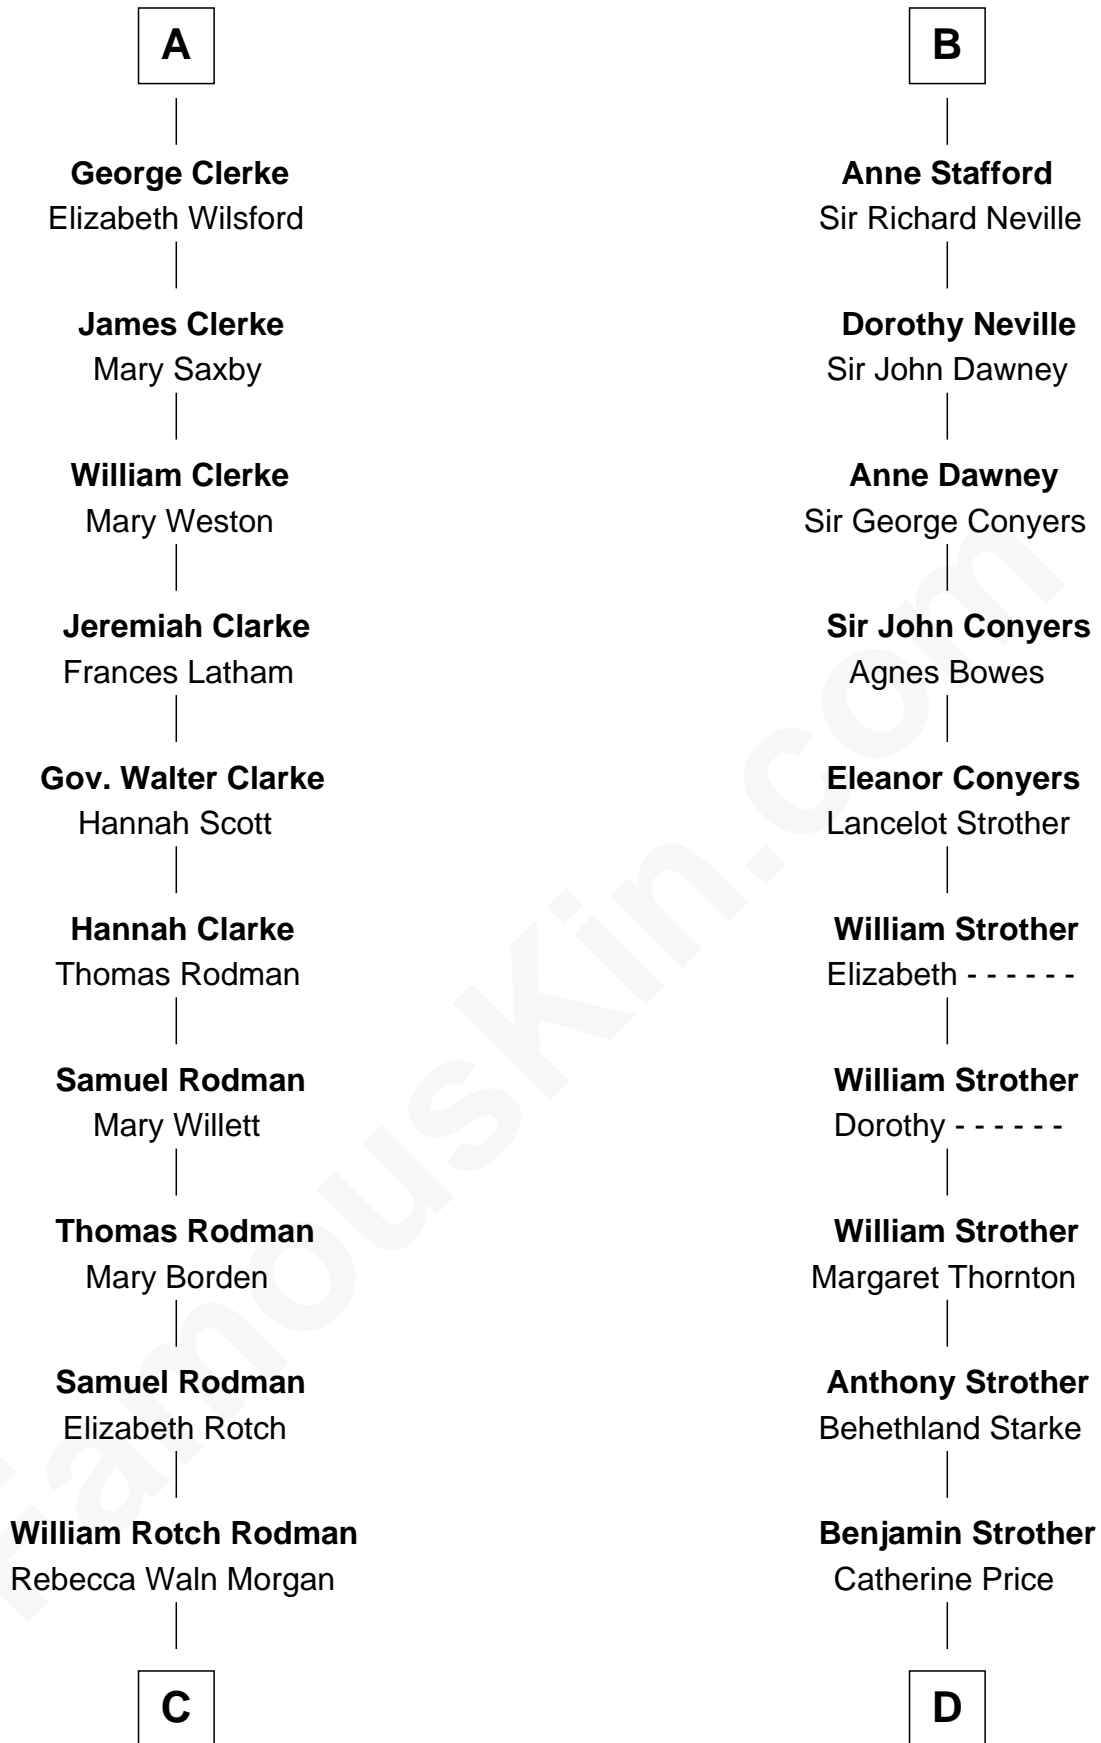 A
George Clerke
Elizabeth Wilsford
James Clerke
Mary Saxby
William Clerke
Mary Weston
Jeremiah Clarke
Frances Latham
Gov. Walter Clarke
Hannah Scott
Hannah Clarke
Thomas Rodman
Samuel Rodman
Mary Willett
Thomas Rodman
Mary Borden
Samuel Rodman
Elizabeth Rotch
William Rotch Rodman
Rebecca Waln Morgan
C
B
Anne Stafford
Sir Richard Neville
Dorothy Neville
Sir John Dawney
Anne Dawney
Sir George Conyers
Sir John Conyers
Agnes Bowes
Eleanor Conyers
Lancelot Strother
William Strother
Elizabeth - - - - - -
William Strother
Dorothy - - - - - -
William Strother
Margaret Thornton
Anthony Strother
Behethland Starke
Benjamin Strother
Catherine Price
D
FamousKin.com